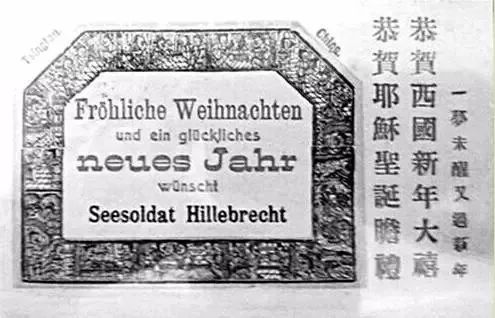 Tsingtau.
China.
Fröhliche Weihnachten
und ein glückliches
neues Jahr
wünscht
Seesoldat Hillebrecht
一夢未醒又過新年
恭賀西國新年大禧
恭賀耶穌聖誕瞻禮